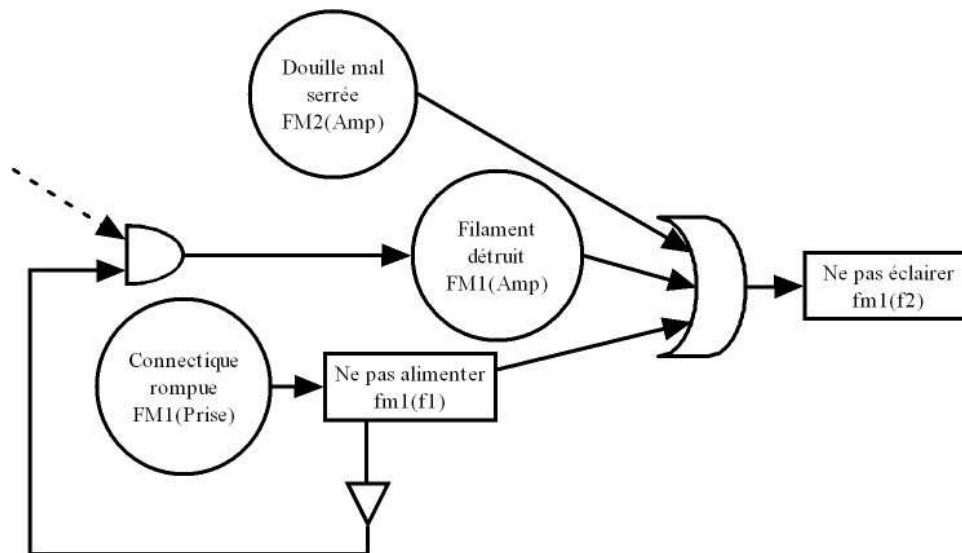 Douille mal
serrée
FM2(Amp)
Filament
détruit
FM1(Amp)
Ne pas éclairer
fm1(f2)
Connectique
rompue
FM1(Prise)
Ne pas alimenter
fm1(f1)